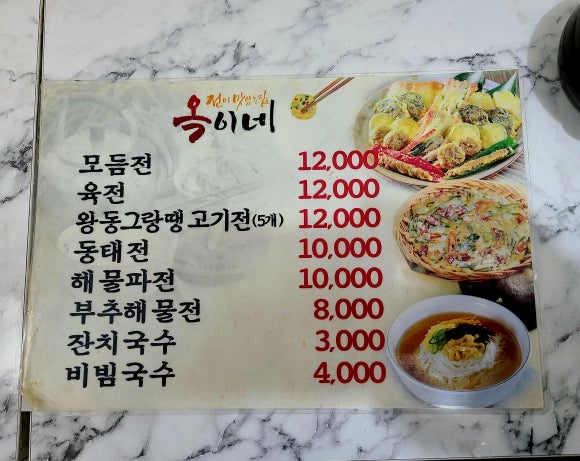 전이 맛있는집
옥이네
모듬전 12,000
육전 12,000
왕동그랑땡 고기전(5개) 12,000
동태전 10,000
해물파전 10,000
부추해물전 8,000
잔치국수 3,000
비빔국수 4,000